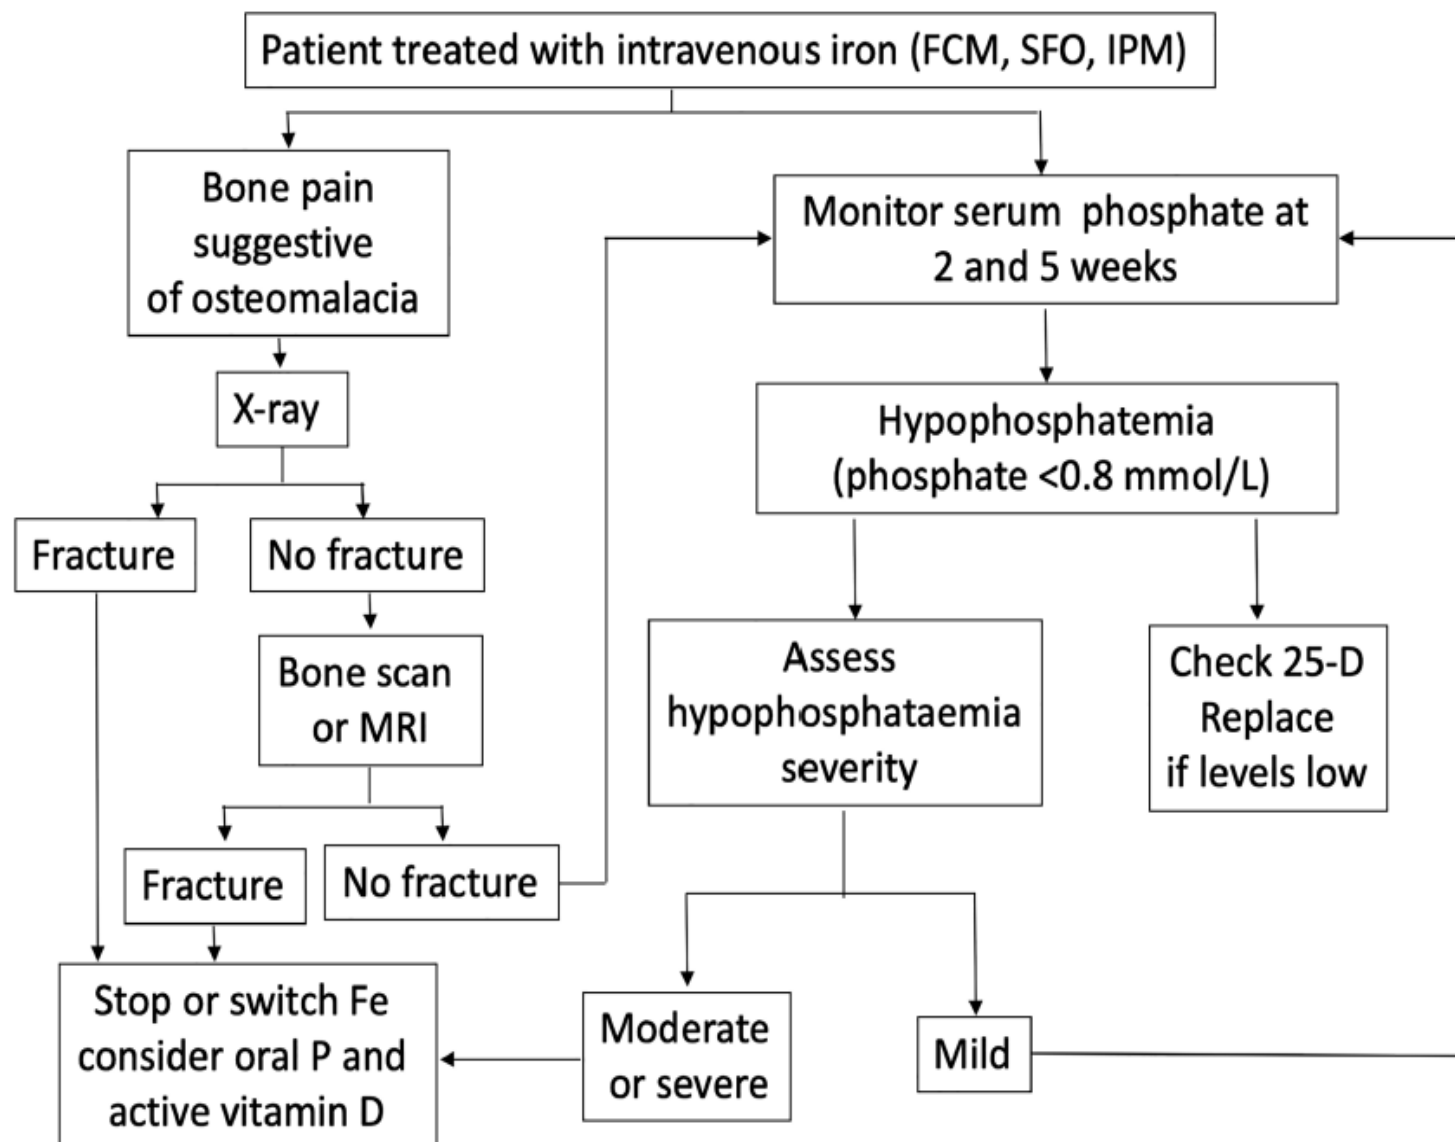 Patient treated with intravenous iron (FCM, SFO, IPM)
Bone pain
suggestive
of osteomalacia
Monitor serum phosphate at
2 and 5 weeks
X-ray
Hypophosphatemia
(phosphate <0.8 mmol/L)
Fracture
No fracture
Bone scan
or MRI
Assess
hypophosphataemia
severity
Check 25-D
Replace
if levels low
Fracture
No fracture
Stop or switch Fe
consider oral P and
active vitamin D
Moderate
or severe
Mild